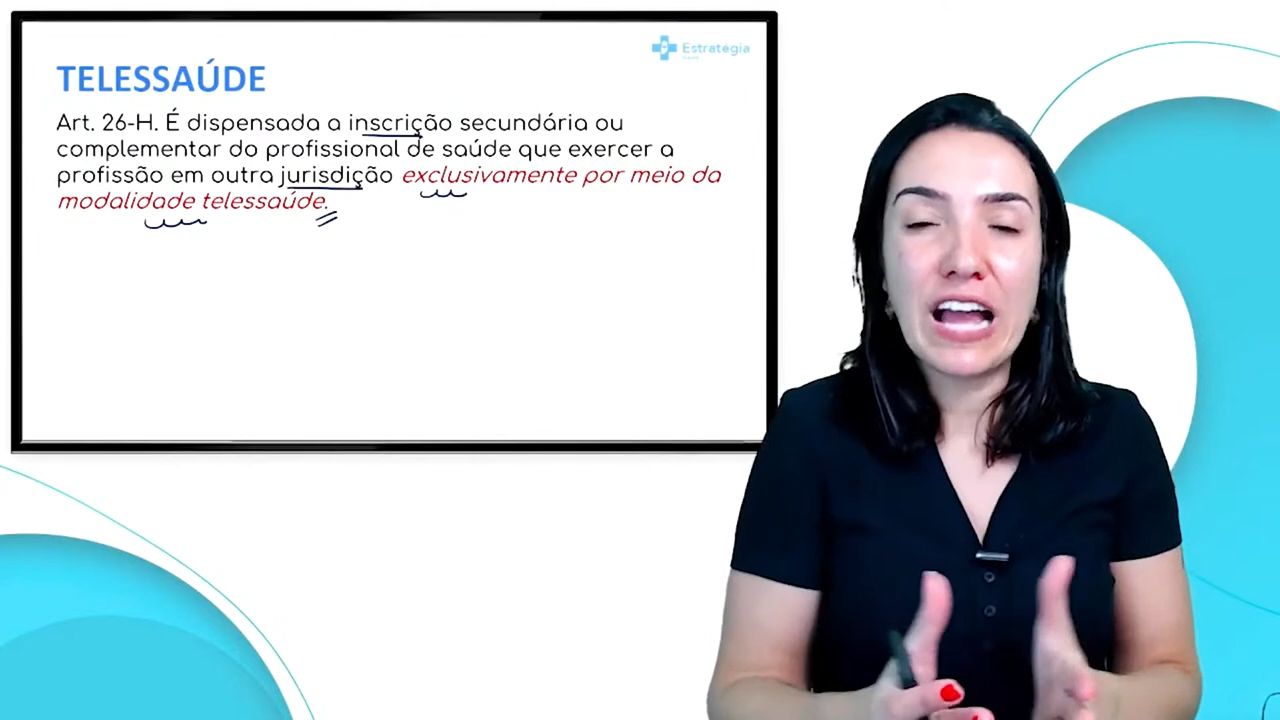 Estratégia
TELESSAÚDE
Art. 26-H. É dispensada a inscrição secundária ou
complementar do profissional de saúde que exercer a
profissão em outra jurisdição exclusivamente por meio da
modalidade telessaúde.